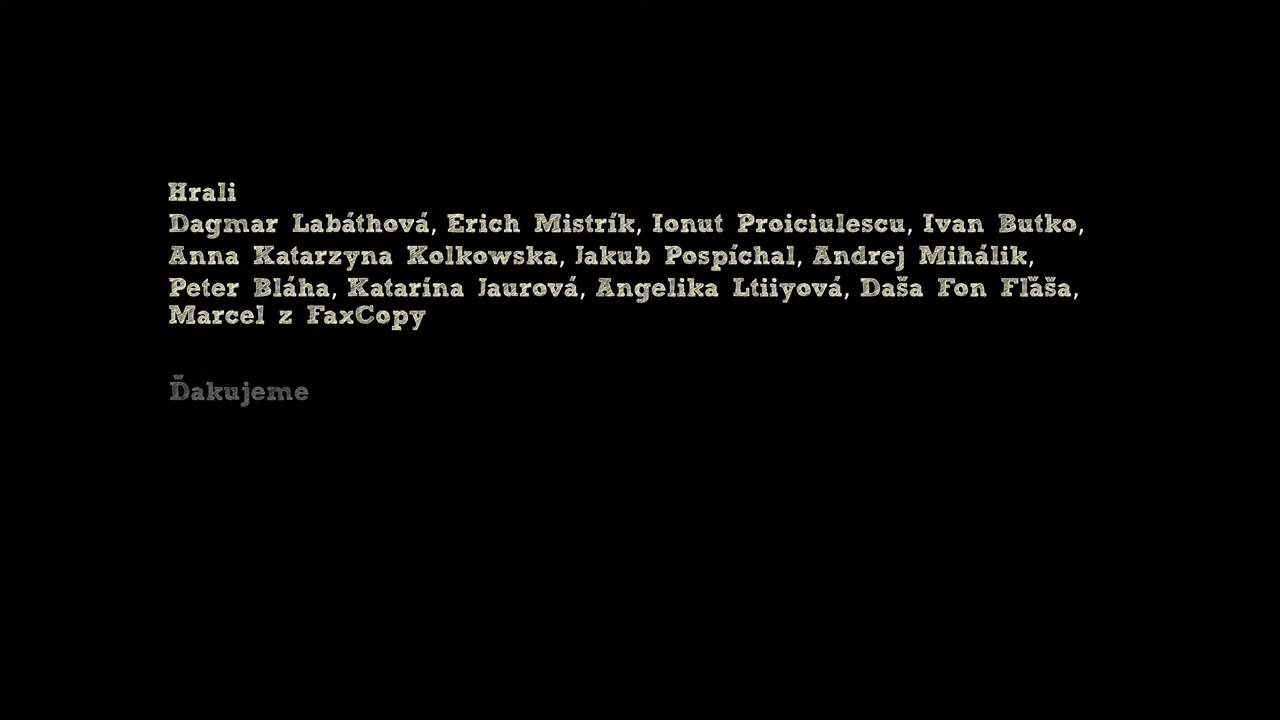 Hrali
Dagmar Labáthová, Erich Mistrík, Ionut Proiciulescu, Ivan Butko,
Anna Katarzyna Kolkowska, Jakub Pospíchal, Andrej Mihálik,
Peter Bláha, Katarína Jaurová, Angelika Ltiiyová, Daša Fon Fľaša,
Marcel z FaxCopy
Ďakujeme